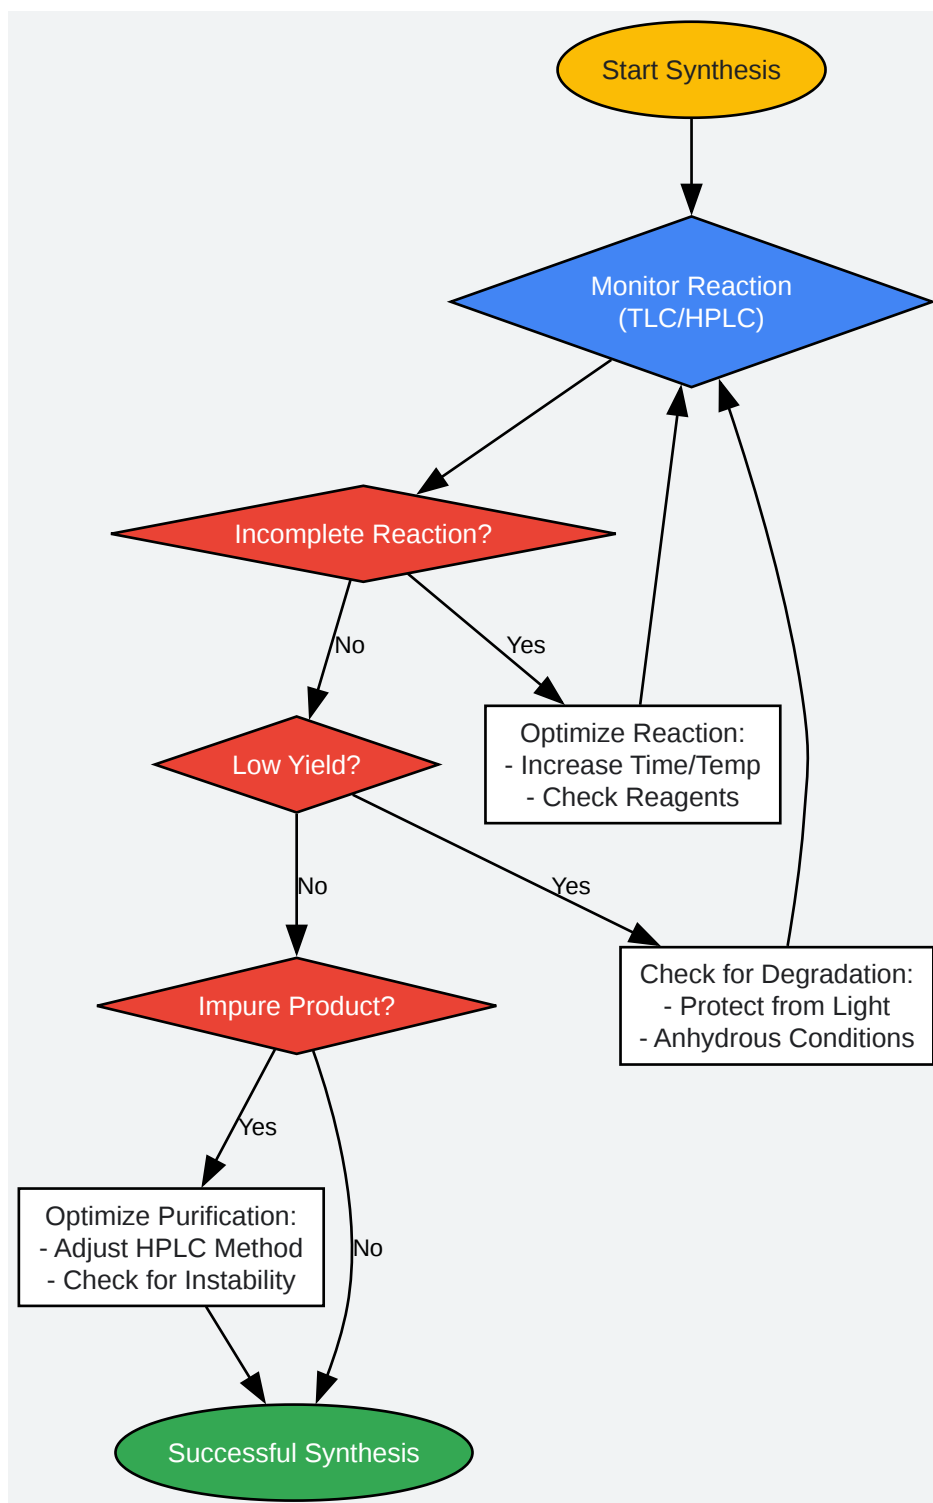 Start Synthesis
Monitor Reaction
(TLC/HPLC)
Incomplete Reaction?
No
Yes
Optimize Reaction:
- Increase Time/Temp
- Check Reagents
Low Yield?
No
Yes
Check for Degradation:
- Protect from Light
- Anhydrous Conditions
Impure Product?
Yes
No
Optimize Purification:
- Adjust HPLC Method
- Check for Instability
Successful Synthesis